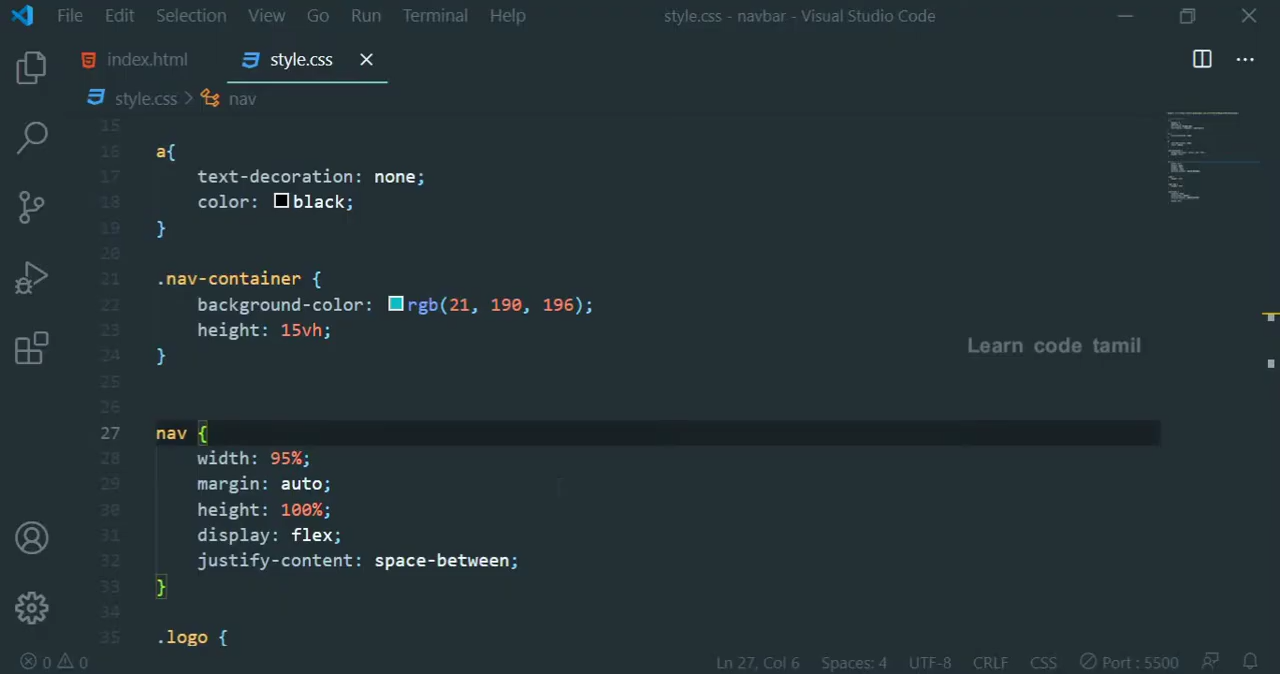 File Edit Selection View Go Run Terminal Help style.css - navbar - Visual Studio Code
index.html style.css
style.css > nav
15
16 a{
17 text-decoration: none;
18 color: black;
19 }
20
21 .nav-container {
22 background-color: rgb(21, 190, 196);
23 height: 15vh;
24 }
Learn code tamil
25
26
27 nav {
28 width: 95%;
29 margin: auto;
30 height: 100%;
31 display: flex;
32 justify-content: space-between;
33 }
34
35 .logo {
0 0 Ln 27, Col 6 Spaces: 4 UTF-8 CRLF CSS Port : 5500